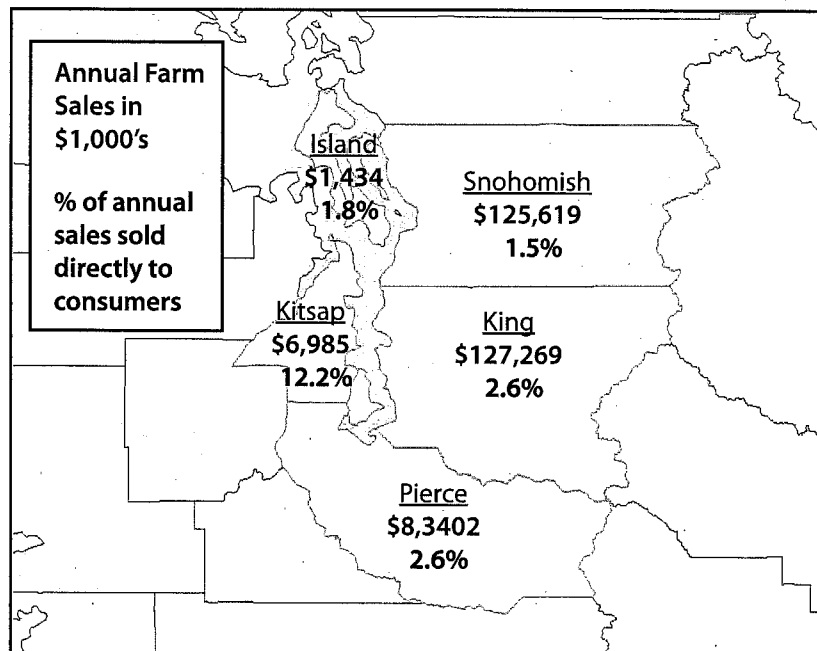 Annual Farm
Sales in
$1,000's
% of annual
sales sold
directly to
consumers
Island
$1,434
1.8%
Snohomish
$125,619
1.5%
Kitsap
$6,985
12.2%
King
$127,269
2.6%
Pierce
$8,3402
2.6%